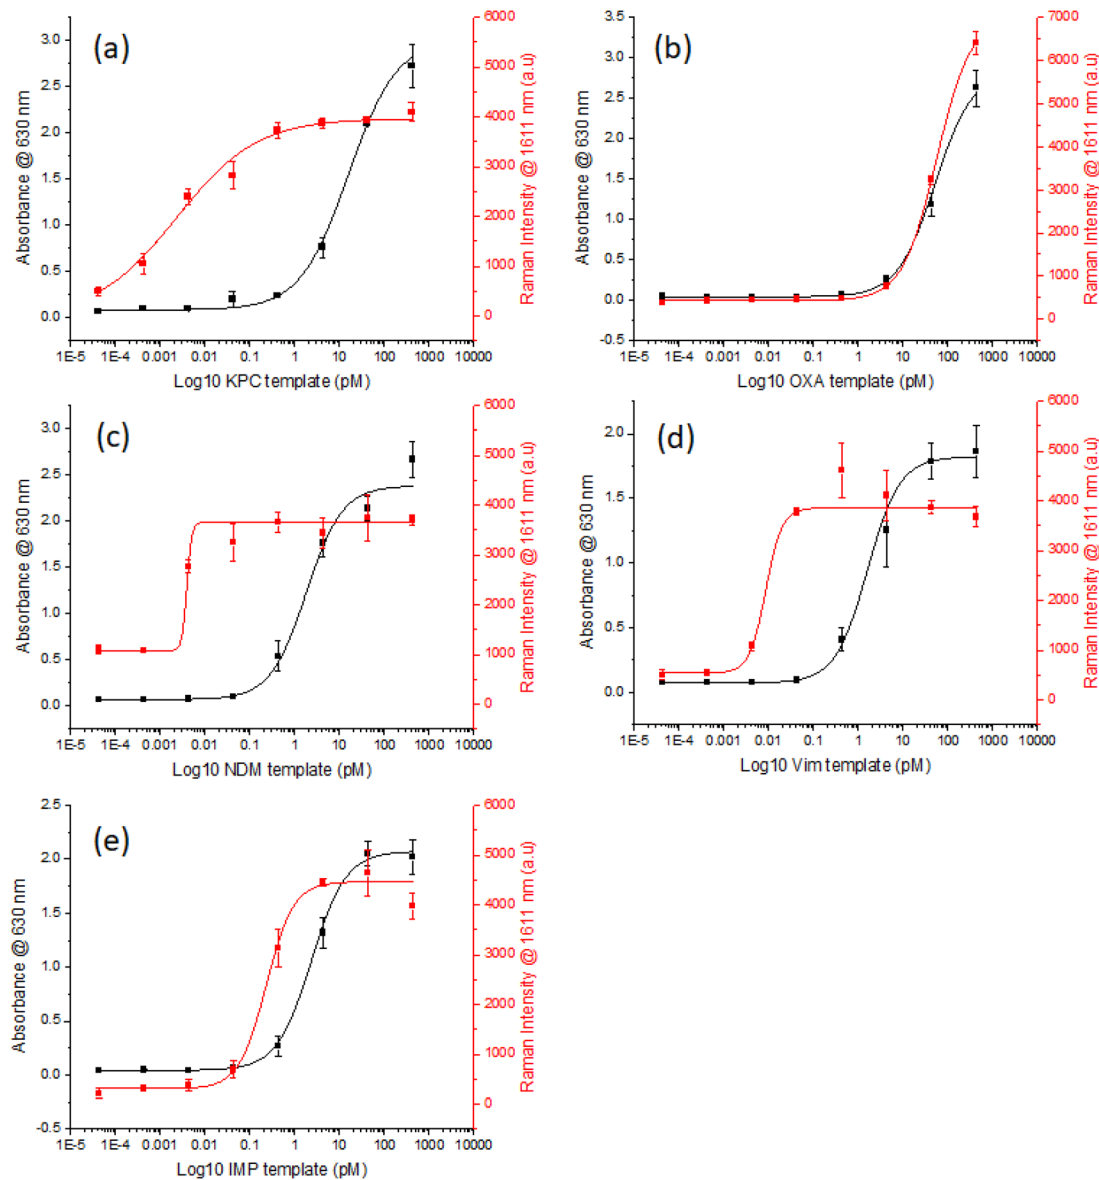 (a)
3.0
2.5
2.0
1.5
1.0
0.5
0.0
Absorbance @ 630 nm
6000
5000
4000
3000
2000
1000
0
Raman Intensity @ 1611 nm (a.u)
1E-5 1E-4 0.001 0.01 0.1 1 10 100 1000 10000
Log10 KPC template (pM)
(b)
3.5
3.0
2.5
2.0
1.5
1.0
0.5
0.0
-0.5
Absorbance @ 630 nm
7000
6000
5000
4000
3000
2000
1000
0
Raman Intensity @ 1611 nm (a.u)
1E-5 1E-4 0.001 0.01 0.1 1 10 100 1000 10000
Log10 OXA template (pM)
(c)
3.0
2.5
2.0
1.5
1.0
0.5
0.0
Absorbance @ 630 nm
6000
5000
4000
3000
2000
1000
0
Raman Intensity @ 1611 nm (a.u)
1E-5 1E-4 0.001 0.01 0.1 1 10 100 1000 10000
Log10 NDM template (pM)
(d)
2.0
1.5
1.0
0.5
0.0
Absorbance @ 630 nm
6000
5000
4000
3000
2000
1000
0
Raman Intensity @ 1611 nm (a.u)
1E-5 1E-4 0.001 0.01 0.1 1 10 100 1000 10000
Log10 Vim template (pM)
(e)
2.5
2.0
1.5
1.0
0.5
0.0
-0.5
Absorbance @ 630 nm
6000
5000
4000
3000
2000
1000
0
Raman Intensity @ 1611 nm (a.u)
1E-5 1E-4 0.001 0.01 0.1 1 10 100 1000 10000
Log10 IMP template (pM)